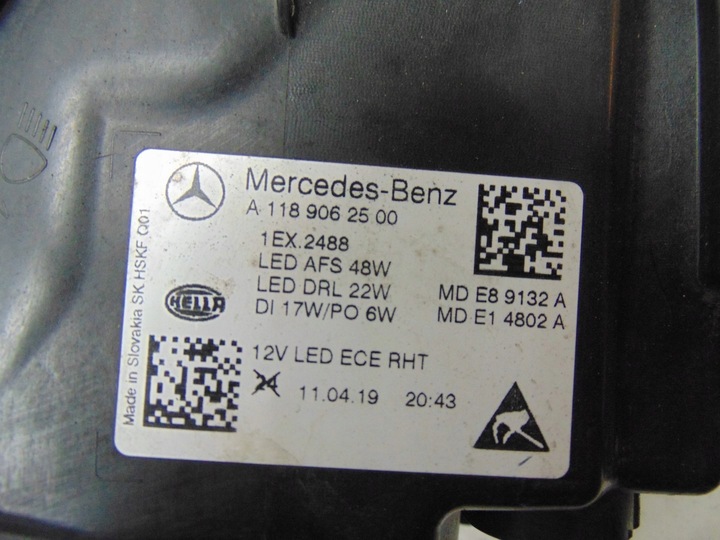 Mercedes-Benz
A 118 906 25 00
1EX.2488
LED AFS 48W
LED DRL 22W
DI 17W/PO 6W
MD E8 9132 A
MD E1 4802 A
HELLA
12V LED ECE RHT
24 11.04.19 20:43
Made in Slovakia SK HSKF Q01